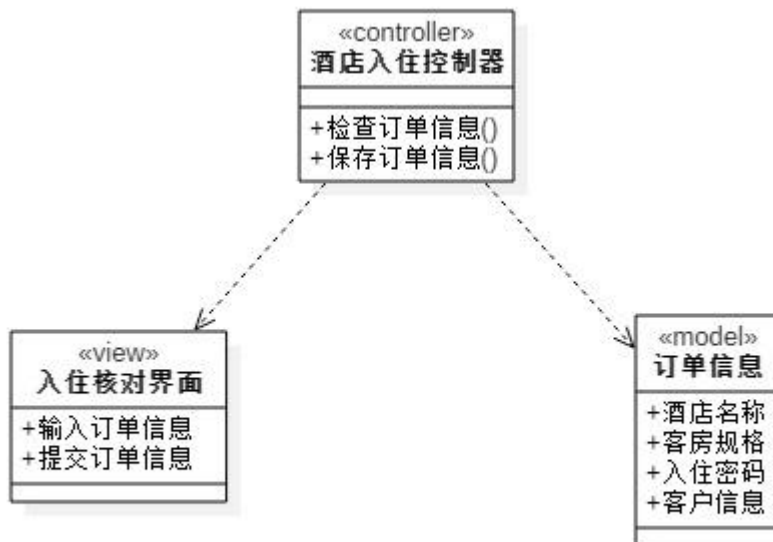 «controller»
酒店入住控制器
+检查订单信息()
+保存订单信息()
«view»
入住核对界面
+输入订单信息
+提交订单信息
«model»
订单信息
+酒店名称
+客房规格
+入住密码
+客户信息